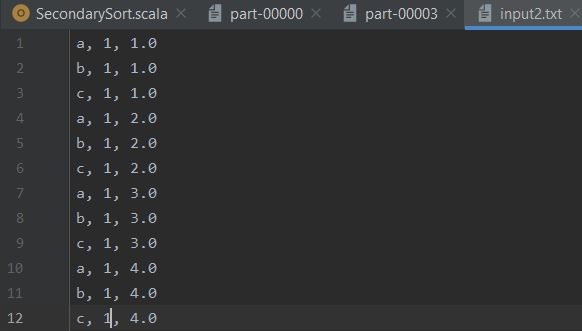 SecondarySort.scala part-00000 part-00003 input2.txt
1 a, 1, 1.0
2 b, 1, 1.0
3 c, 1, 1.0
4 a, 1, 2.0
5 b, 1, 2.0
6 c, 1, 2.0
7 a, 1, 3.0
8 b, 1, 3.0
9 c, 1, 3.0
10 a, 1, 4.0
11 b, 1, 4.0
12 c, 1, 4.0